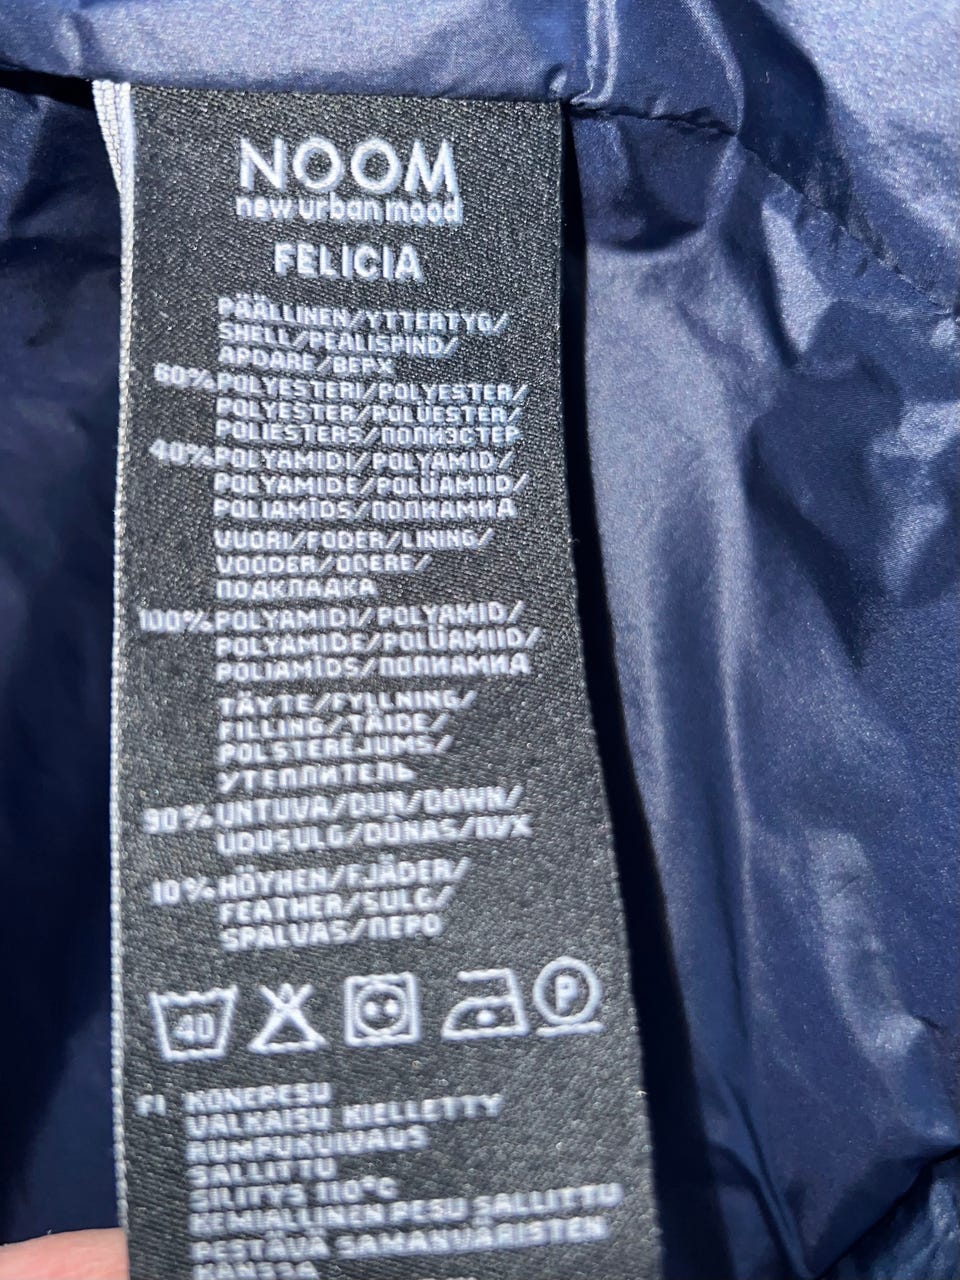 NOOM
new urban mood
FELICIA
PÄÄLLINEN/YTTERTYG/
SHELL/PEALISPIND/
APDARE/ВЕРХ
60% POLYESTERI/POLYESTER/
POLYESTER/POLÜESTER/
POLIESTERS/ПОЛИЭСТЕР
40% POLYAMIDI/POLYAMID/
POLYAMIDE/POLÜAMIID/
POLIAMIDS/ПОЛИАМИД
VUORI/FODER/LINING/
VOODER/ODERE/
ПОДКЛАДКА
100% POLYAMIDI/POLYAMID/
POLYAMIDE/POLÜAMIID/
POLIAMĪDS/ПОЛИАМИД
TÄYTE/FYLLNING/
FILLING/TÄIDE/
POLSTERĒJUMS/
УТЕПЛИТЕЛЬ
90% UNTUVA/DUN/DOWN/
UDUSULG/DŪNAS/ПУХ
10% HÖYHEN/FJÄDER/
FEATHER/SULG/
SPALVAS/ПЕРО
40
P
FI KONEPESU
VALKAISU KIELLETTY
RUMPUKUIVAUS
SALLITTU
SILITYS 110°C
KEMIALLINEN PESU SALLITTU
PESTÄVÄ SAMANVÄRISTEN
KANSSA